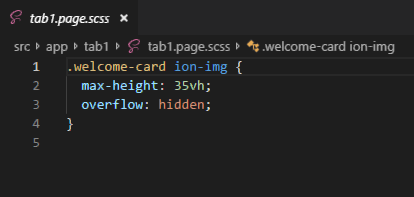 tab1.page.scss ×
src › app › tab1 › tab1.page.scss › .welcome-card ion-img
1 .welcome-card ion-img {
2 max-height: 35vh;
3 overflow: hidden;
4 }
5